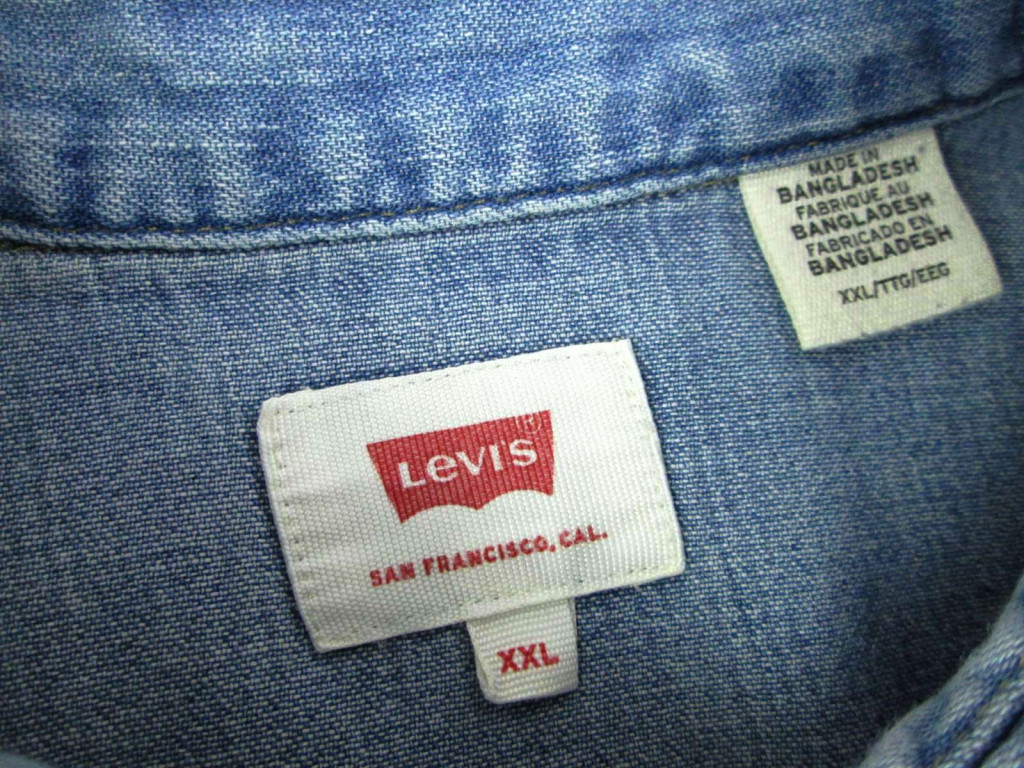 MADE IN
BANGLADESH
FABRIQUE AU
BANGLADESH
FABRICADO EN
BANGLADESH
XXL/TTG/EEG
LEVI'S®
SAN FRANCISCO, CAL.
XXL